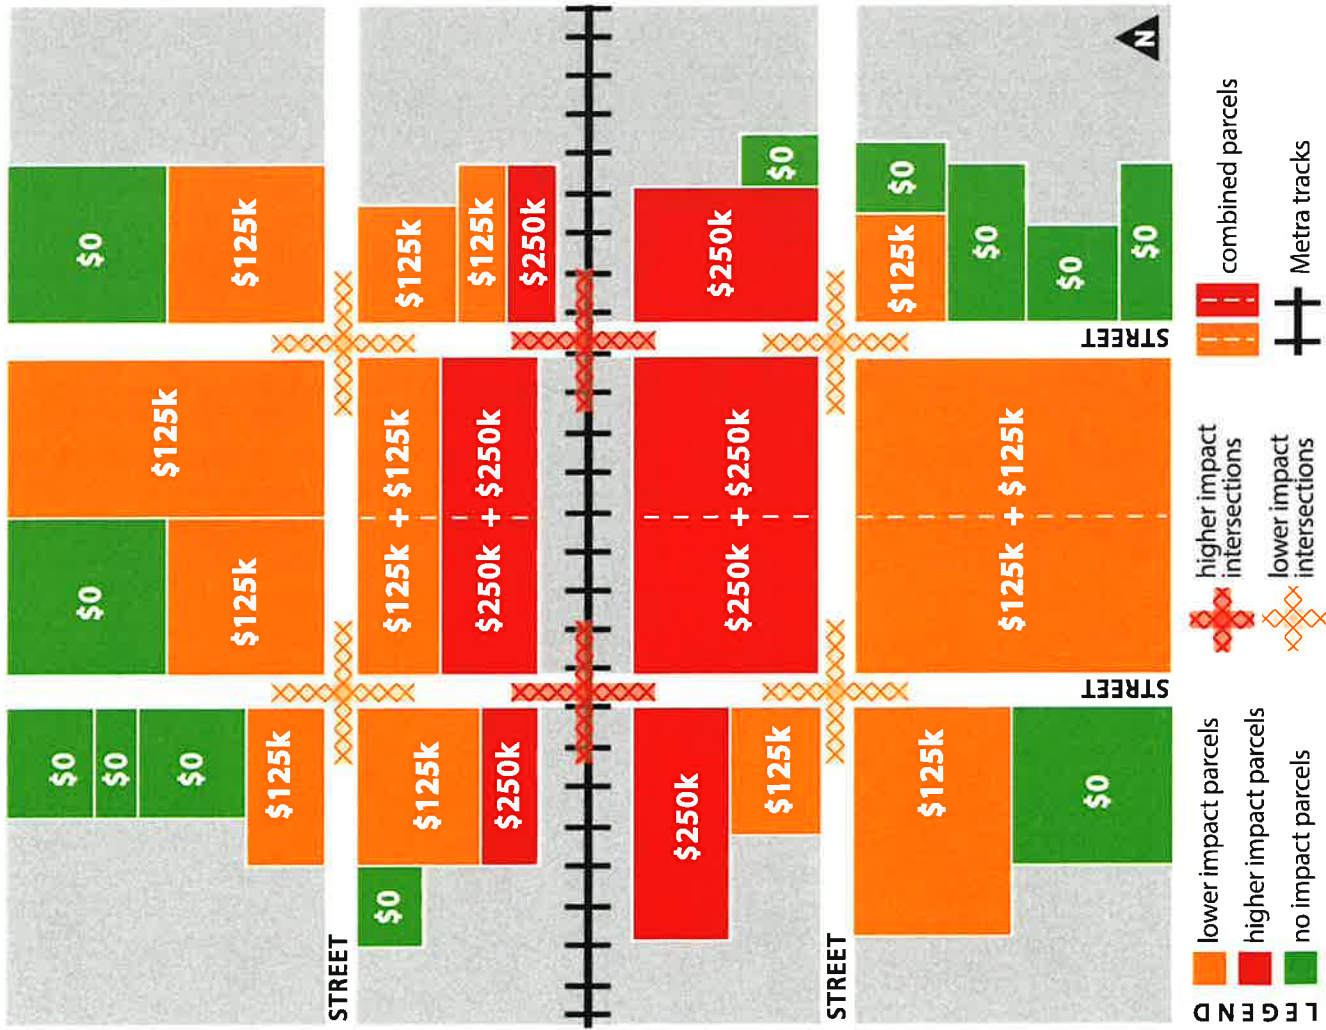 $0
$0
$0
$125k
$0
$125k
$125k
$0
$125k
STREET
$0
$125k
$250k
$125k + $125k
$250k + $250k
$125k
$125k
$250k
$250k
$125k
$250k + $250k
$250k
$0
STREET
$125k
$0
$125k + $125k
$125k
$0
$0
$0
$0
STREET
STREET
N
LEGEND
lower impact parcels
higher impact parcels
no impact parcels
higher impact
intersections
lower impact
intersections
combined parcels
Metra tracks